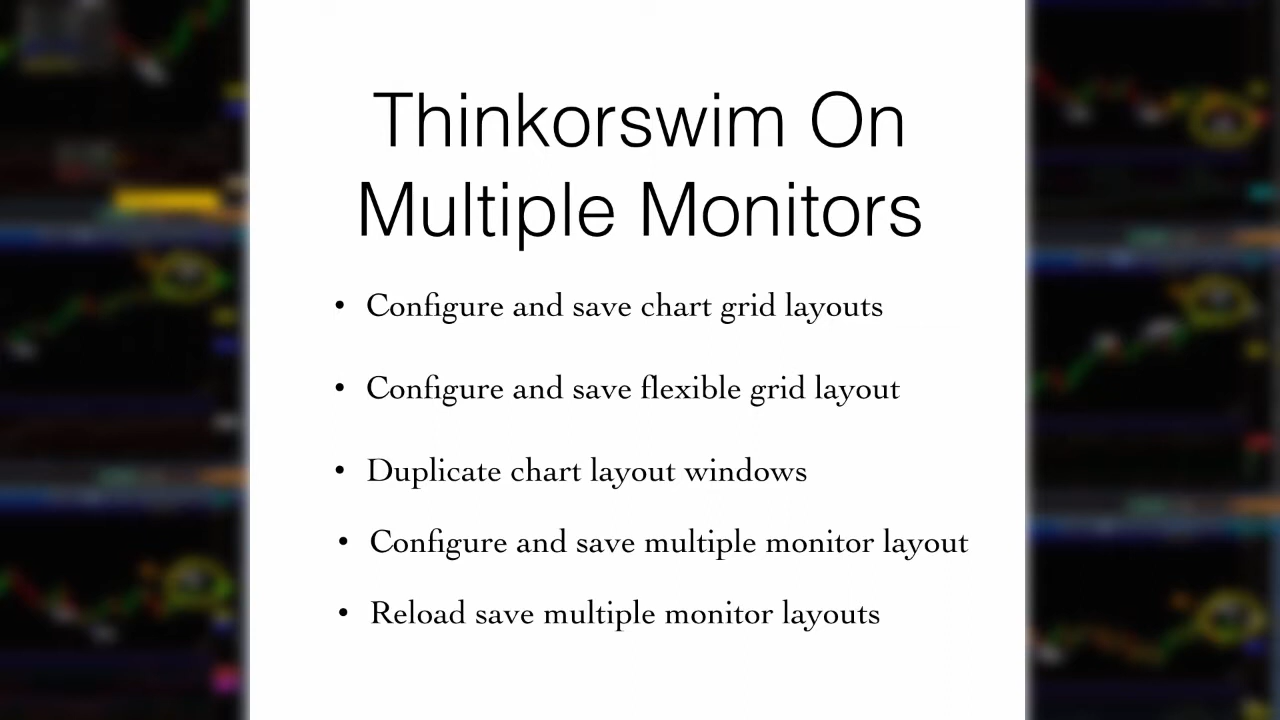 Thinkorswim On
Multiple Monitors
• Configure and save chart grid layouts
• Configure and save flexible grid layout
• Duplicate chart layout windows
• Configure and save multiple monitor layout
• Reload save multiple monitor layouts